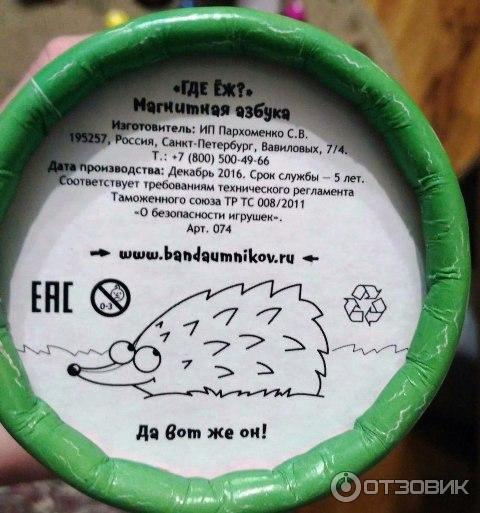 «ГДЕ ЁЖ?»
Магнитная азбука
Изготовитель: ИП Пархоменко С.В.
195257, Россия, Санкт-Петербург, Вавиловых, 7/4.
Т.: +7 (800) 500-49-66
Дата производства: Декабрь 2016. Срок службы – 5 лет.
Соответствует требованиям технического регламента
Таможенного союза ТР ТС 008/2011
«О безопасности игрушек».
Арт. 074
www.bandaumnikov.ru
ЕАС
0-3
Да вот же он!
ОТЗОВИК